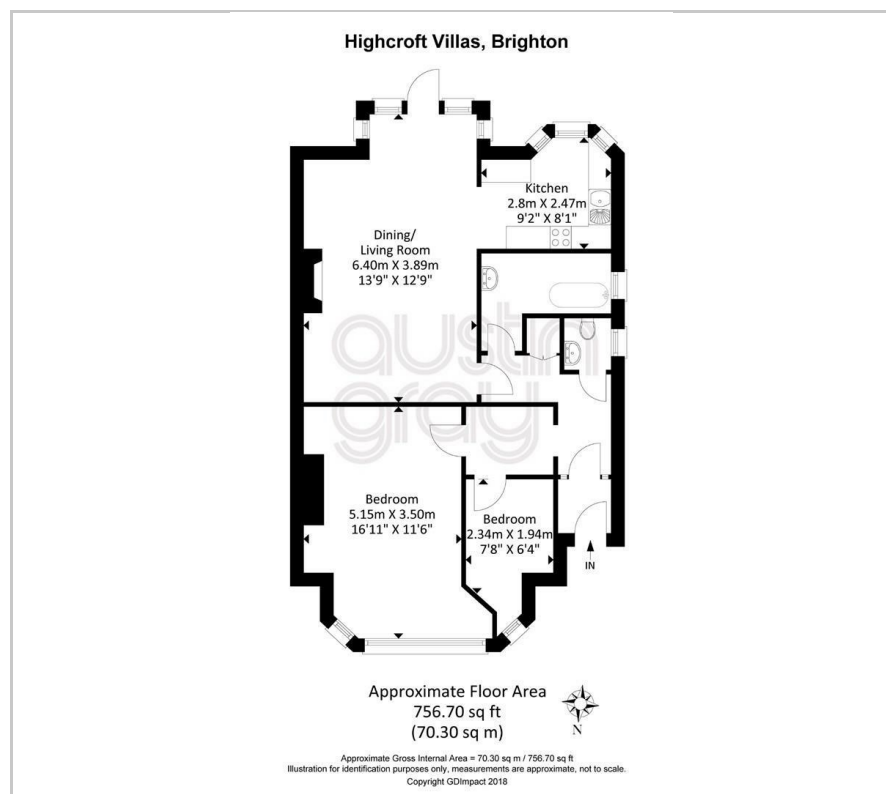 Highcroft Villas, Brighton
Kitchen
2.8m X 2.47m
9'2" X 8'1"
Dining/
Living Room
6.40m X 3.89m
13'9" X 12'9"
austin
gray
Bedroom
5.15m X 3.50m
16'11" X 11'6"
Bedroom
2.34m X 1.94m
7'8" X 6'4"
IN
Approximate Floor Area
756.70 sq ft
(70.30 sq m)
N
Approximate Gross Internal Area = 70.30 sq m / 756.70 sq ft
Illustration for identification purposes only, measurements are approximate, not to scale.
Copyright GDImpact 2018